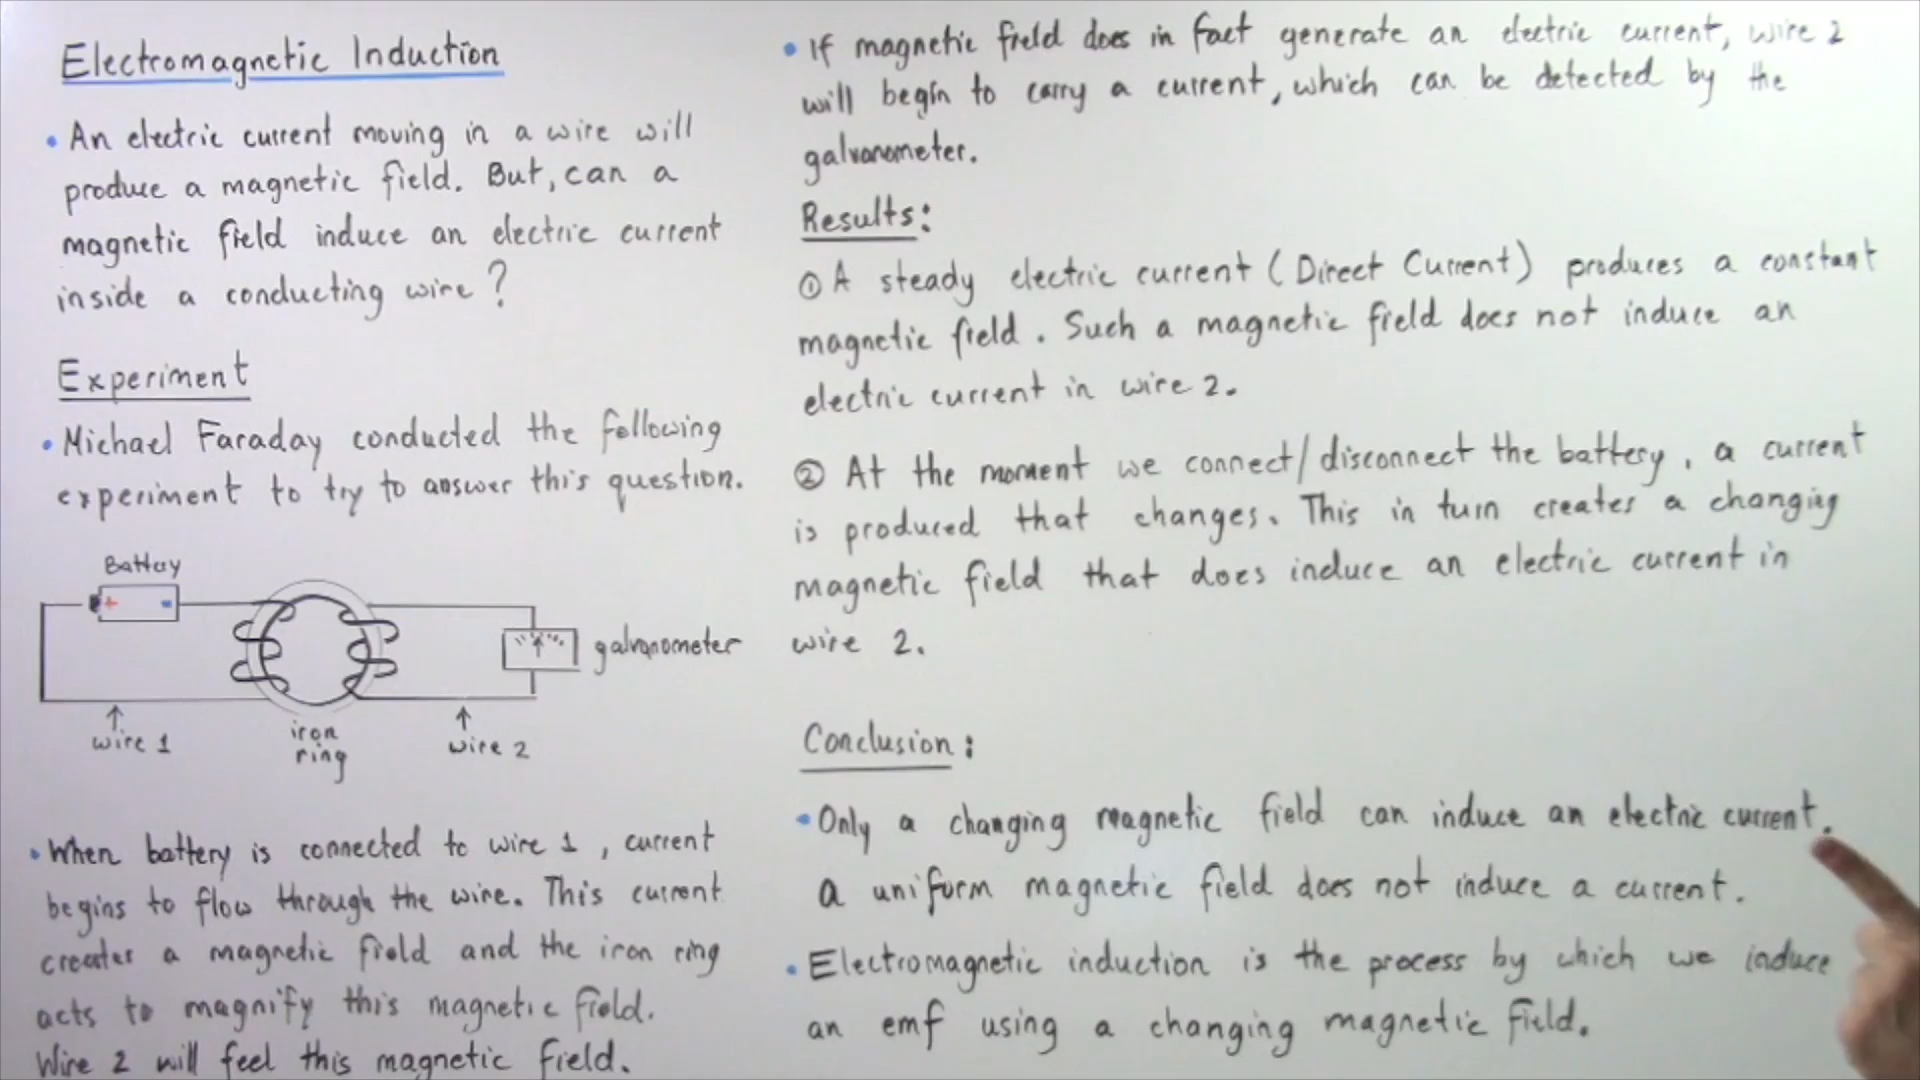 Electromagnetic Induction
• An electric current moving in a wire will
produce a magnetic field. But, can a
magnetic field induce an electric current
inside a conducting wire?
Experiment
• Michael Faraday conducted the following
experiment to try to answer this question.
Battery
+ -
galvanometer
wire 1
iron
ring
wire 2
• When battery is connected to wire 1, current
begins to flow through the wire. This current
creates a magnetic field and the iron ring
acts to magnify this magnetic field.
Wire 2 will feel this magnetic field.
• If magnetic field does in fact generate an electric current, wire 2
will begin to carry a current, which can be detected by the
galvanometer.
Results:
① A steady electric current (Direct Current) produces a constant
magnetic field. Such a magnetic field does not induce an
electric current in wire 2.
② At the moment we connect/disconnect the battery, a current
is produced that changes. This in turn creates a changing
magnetic field that does induce an electric current in
wire 2.
Conclusion:
• Only a changing magnetic field can induce an electric current.
a uniform magnetic field does not induce a current.
• Electromagnetic induction is the process by which we induce
an emf using a changing magnetic field.